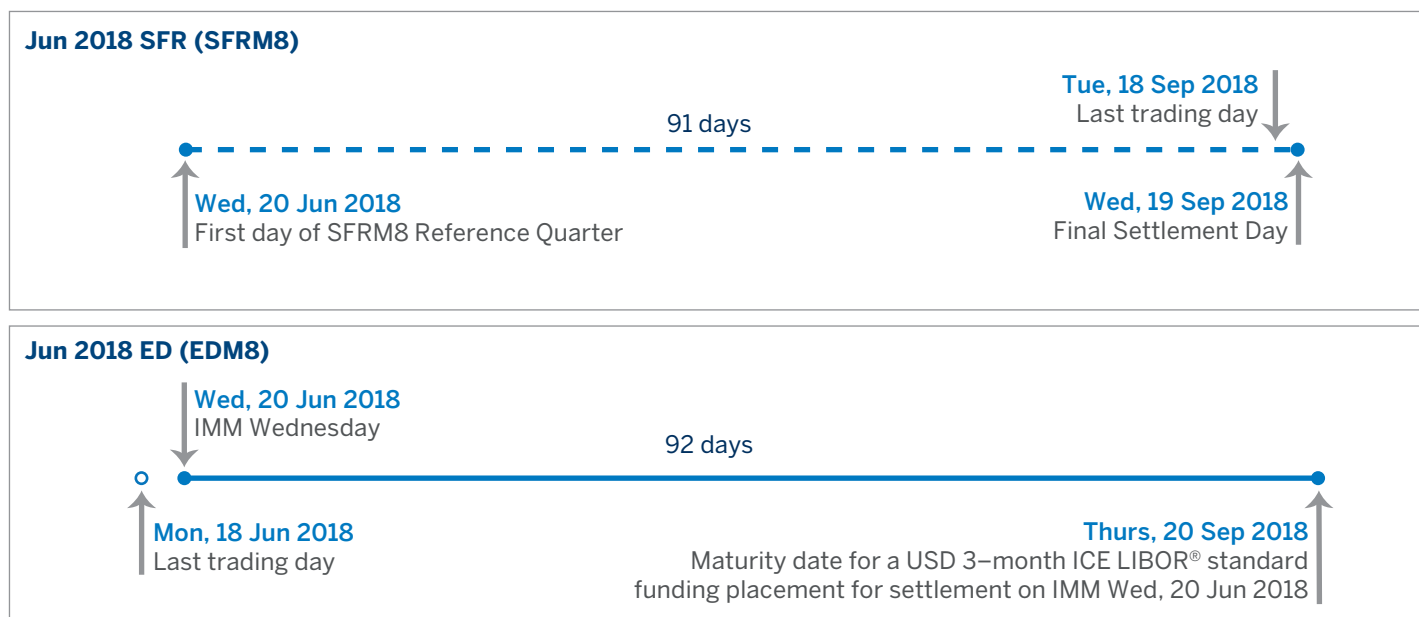 Jun 2018 SFR (SFRM8)
Tue, 18 Sep 2018
Last trading day
91 days
Wed, 20 Jun 2018
First day of SFRM8 Reference Quarter
Wed, 19 Sep 2018
Final Settlement Day
Jun 2018 ED (EDM8)
Wed, 20 Jun 2018
IMM Wednesday
92 days
Mon, 18 Jun 2018
Last trading day
Thurs, 20 Sep 2018
Maturity date for a USD 3–month ICE LIBOR® standard
funding placement for settlement on IMM Wed, 20 Jun 2018